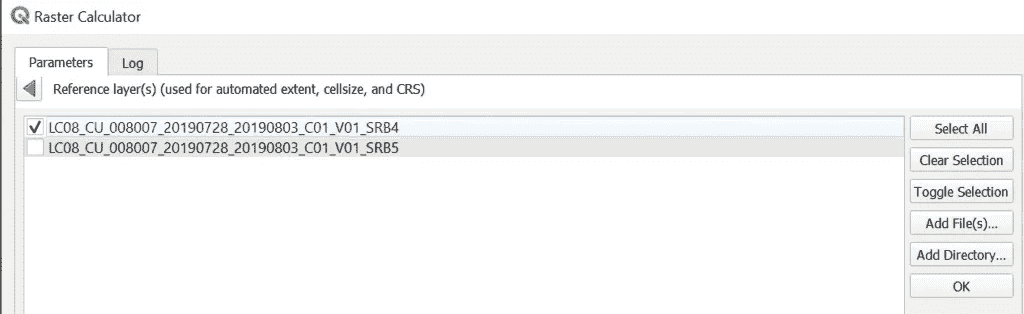 Raster Calculator
Parameters
Log
Reference layer(s) (used for automated extent, cellsize, and CRS)
LC08_CU_008007_20190728_20190803_C01_V01_SRB4
LC08_CU_008007_20190728_20190803_C01_V01_SRB5
Select All
Clear Selection
Toggle Selection
Add File(s)...
Add Directory...
OK